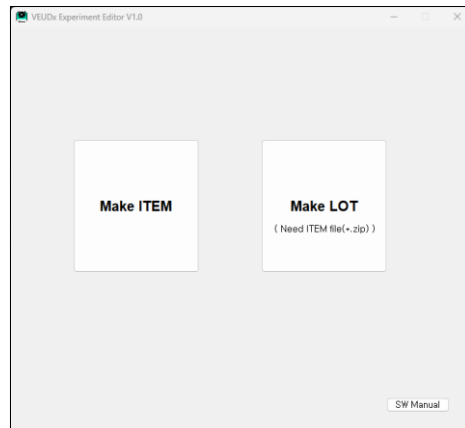 VEUDx Experiment Editor V1.0
Make ITEM
Make LOT
( Need ITEM file(*.zip) )
SW Manual